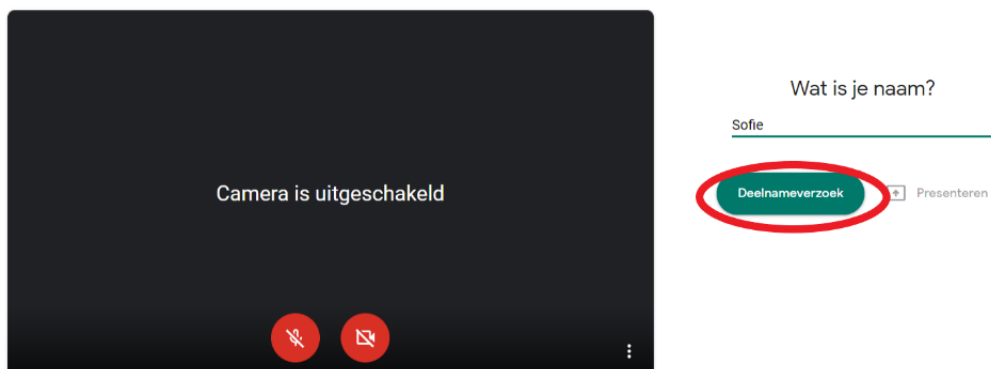 Camera is uitgeschakeld
Wat is je naam?
Sofie
Deelnameverzoek
Presenteren